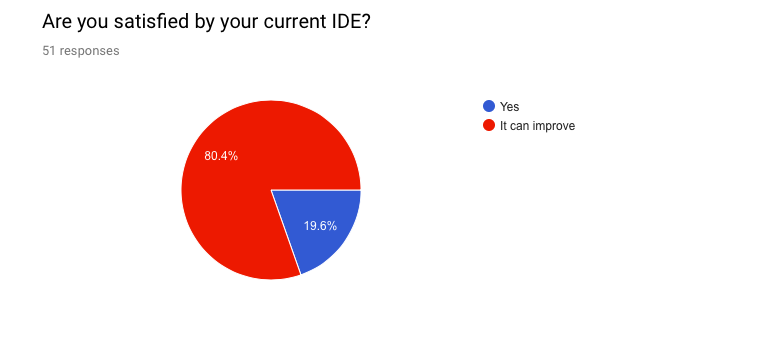 Are you satisfied by your current IDE?
51 responses
Yes
It can improve
80.4%
19.6%